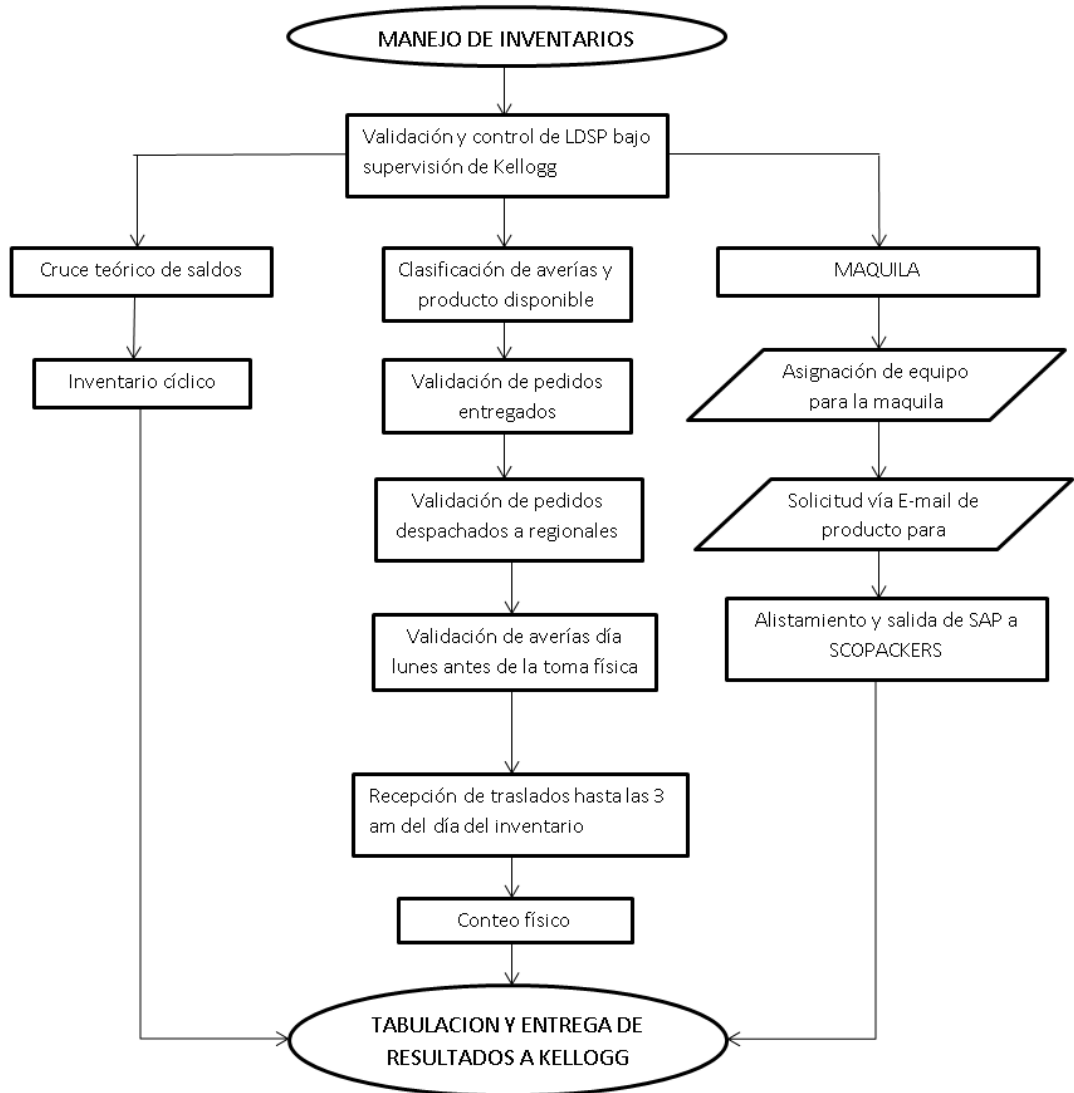 MANEJO DE INVENTARIOS
Validación y control de LDSP bajo
supervisión de Kellogg
Cruce teórico de saldos
Inventario cíclico
Clasificación de averías y
producto disponible
Validación de pedidos
entregados
Validación de pedidos
despachados a regionales
Validación de averías día
lunes antes de la toma física
Recepción de traslados hasta las 3
am del día del inventario
Conteo físico
MAQUILA
Asignación de equipo
para la maquila
Solicitud vía E-mail de
producto para
Alistamiento y salida de SAP a
SCOPACKERS
TABULACION Y ENTREGA DE
RESULTADOS A KELLOGG